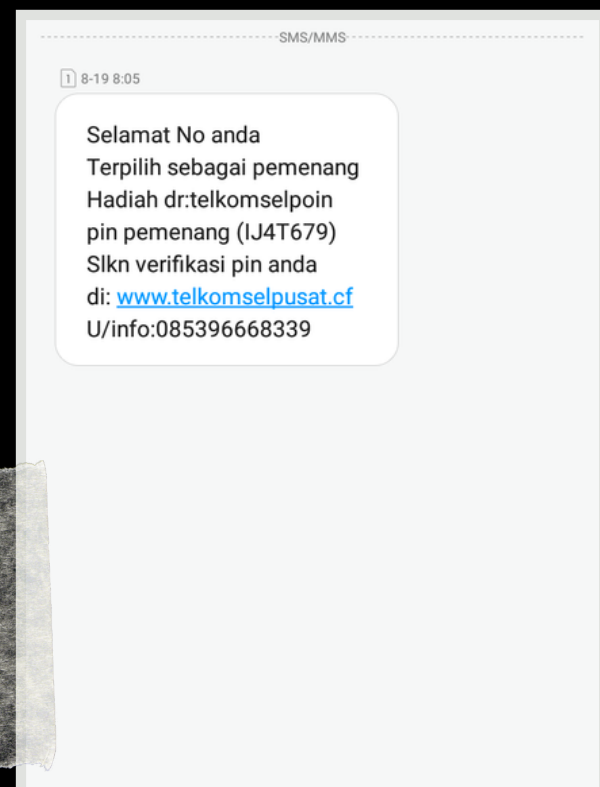 SMS/MMS
1 8-19 8:05
Selamat No anda
Terpilih sebagai pemenang
Hadiah dr:telkomselpoin
pin pemenang (IJ4T679)
Slkn verifikasi pin anda
di: www.telkomselpusat.cf
U/info:085396668339